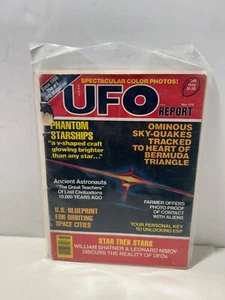 SPECTACULAR COLOR PHOTOS!
UFO
REPORT
PHANTOM
STARSHIPS
"a v-shaped craft
glowing brighter
than any star..."
OMINOUS
SKY-QUAKES
TRACKED
TO HEART OF
BERMUDA
TRIANGLE
Ancient Astronauts
"The Great Teachers"
Of Lost Civilizations
10,000 YEARS AGO
U.S. BLUEPRINT
FOR ORBITING
SPACE CITIES
FARMER OFFERS
PHOTO PROOF
OF CONTACT
WITH ALIENS
YOUR PERSONAL KEY
TO UNLOCKING ESP
STAR TREK STARS
WILLIAM SHATNER & LEONARD NIMOY
DISCUSS THE REALITY OF UFOs